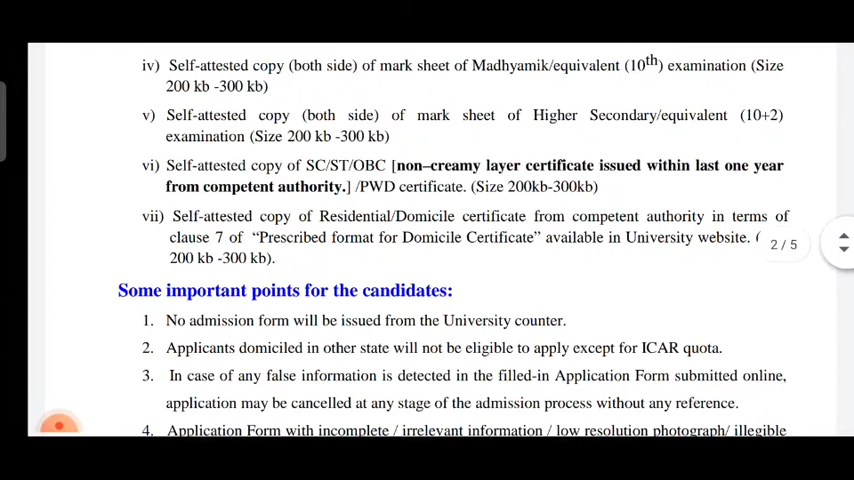 iv) Self-attested copy (both side) of mark sheet of Madhyamik/equivalent (10th) examination (Size
200 kb -300 kb)
v) Self-attested copy (both side) of mark sheet of Higher Secondary/equivalent (10+2)
examination (Size 200 kb -300 kb)
vi) Self-attested copy of SC/ST/OBC [non–creamy layer certificate issued within last one year
from competent authority.] /PWD certificate. (Size 200kb-300kb)
vii) Self-attested copy of Residential/Domicile certificate from competent authority in terms of
clause 7 of “Prescribed format for Domicile Certificate” available in University website. (
2 / 5
200 kb -300 kb).
Some important points for the candidates:
1. No admission form will be issued from the University counter.
2. Applicants domiciled in other state will not be eligible to apply except for ICAR quota.
3. In case of any false information is detected in the filled-in Application Form submitted online,
application may be cancelled at any stage of the admission process without any reference.
4. Application Form with incomplete / irrelevant information / low resolution photograph/ illegible